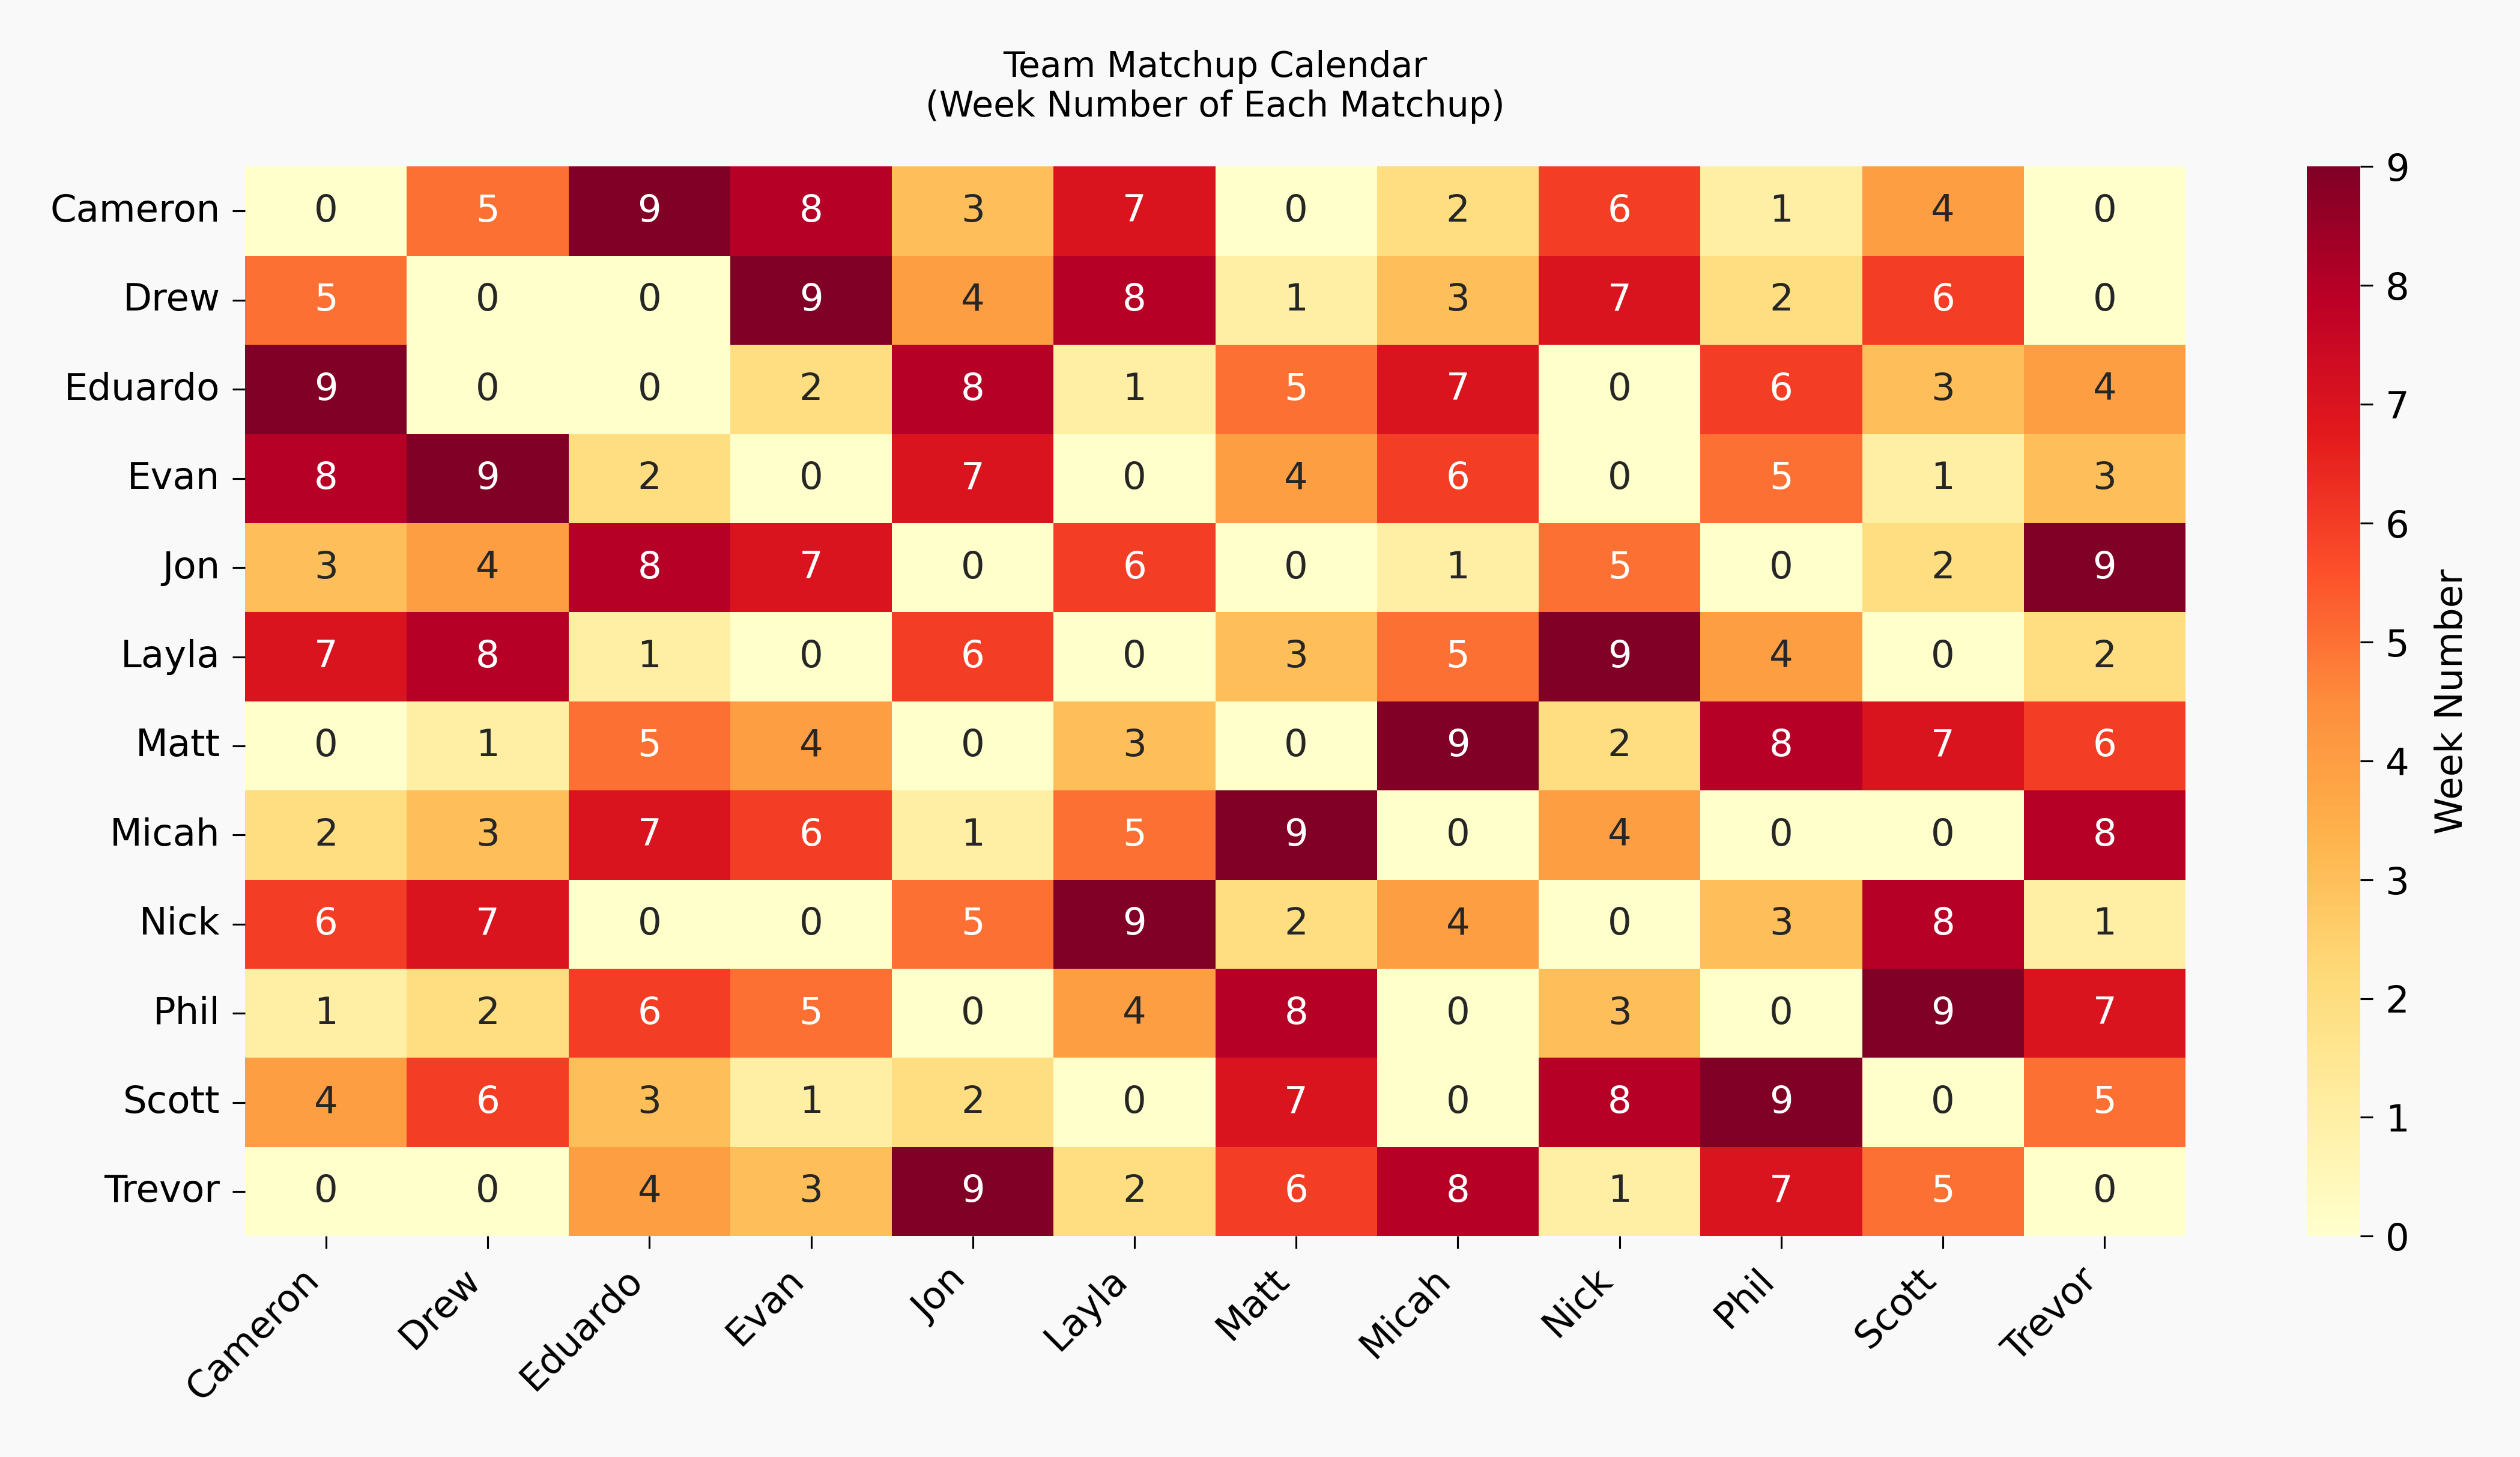 Team Matchup Calendar
(Week Number of Each Matchup)
Cameron 0 5 9 8 3 7 0 2 6 1 4 0
Drew 5 0 0 9 4 8 1 3 7 2 6 0
Eduardo 9 0 0 2 8 1 5 7 0 6 3 4
Evan 8 9 2 0 7 0 4 6 0 5 1 3
Jon 3 4 8 7 0 6 0 1 5 0 2 9
Layla 7 8 1 0 6 0 3 5 9 4 0 2
Matt 0 1 5 4 0 3 0 9 2 8 7 6
Micah 2 3 7 6 1 5 9 0 4 0 0 8
Nick 6 7 0 0 5 9 2 4 0 3 8 1
Phil 1 2 6 5 0 4 8 0 3 0 9 7
Scott 4 6 3 1 2 0 7 0 8 9 0 5
Trevor 0 0 4 3 9 2 6 8 1 7 5 0
Cameron Drew Eduardo Evan Jon Layla Matt Micah Nick Phil Scott Trevor
9
8
7
6
5
4
3
2
1
0
Week Number